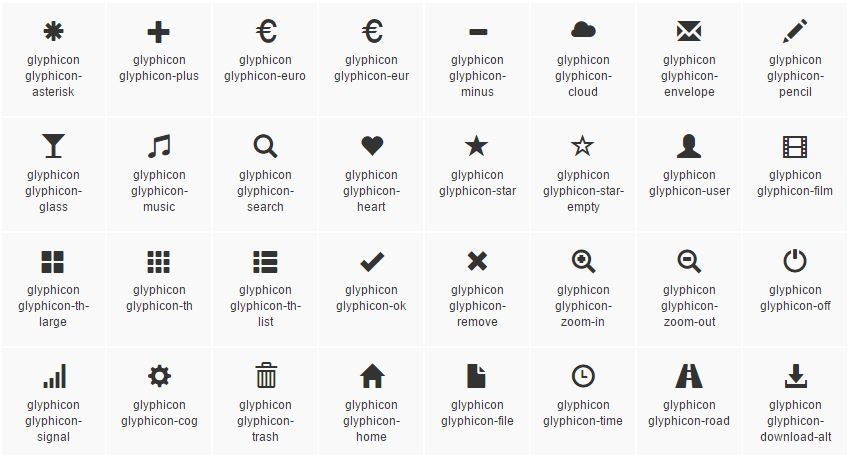 glyphicon
glyphicon-
asterisk
glyphicon
glyphicon-plus
glyphicon
glyphicon-euro
glyphicon
glyphicon-eur
glyphicon
glyphicon-
minus
glyphicon
glyphicon-
cloud
glyphicon
glyphicon-
envelope
glyphicon
glyphicon-
pencil
glyphicon
glyphicon-
glass
glyphicon
glyphicon-
music
glyphicon
glyphicon-
search
glyphicon
glyphicon-
heart
glyphicon
glyphicon-star
glyphicon
glyphicon-star-
empty
glyphicon
glyphicon-user
glyphicon
glyphicon-film
glyphicon
glyphicon-th-
large
glyphicon
glyphicon-th
glyphicon
glyphicon-th-
list
glyphicon
glyphicon-ok
glyphicon
glyphicon-
remove
glyphicon
glyphicon-
zoom-in
glyphicon
glyphicon-
zoom-out
glyphicon
glyphicon-off
glyphicon
glyphicon-
signal
glyphicon
glyphicon-cog
glyphicon
glyphicon-
trash
glyphicon
glyphicon-
home
glyphicon
glyphicon-file
glyphicon
glyphicon-time
glyphicon
glyphicon-road
glyphicon
glyphicon-
download-alt